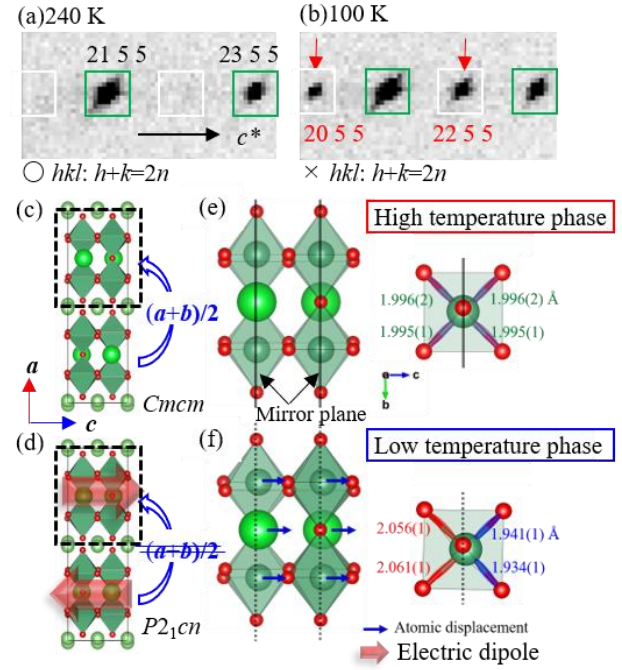 (a)240 K
21 5 5
23 5 5
c*
○ hkl: h+k=2n
(b)100 K
20 5 5
22 5 5
× hkl: h+k=2n
(c)
(a+b)/2
a
c
Cmcm
(d)
(a+b)/2
P2₁cn
(e)
Mirror plane
High temperature phase
1.996(2)
1.996(2) Å
1.995(1)
1.995(1)
a
c
b
(f)
Low temperature phase
2.056(1)
1.941(1) Å
2.061(1)
1.934(1)
Atomic displacement
Electric dipole